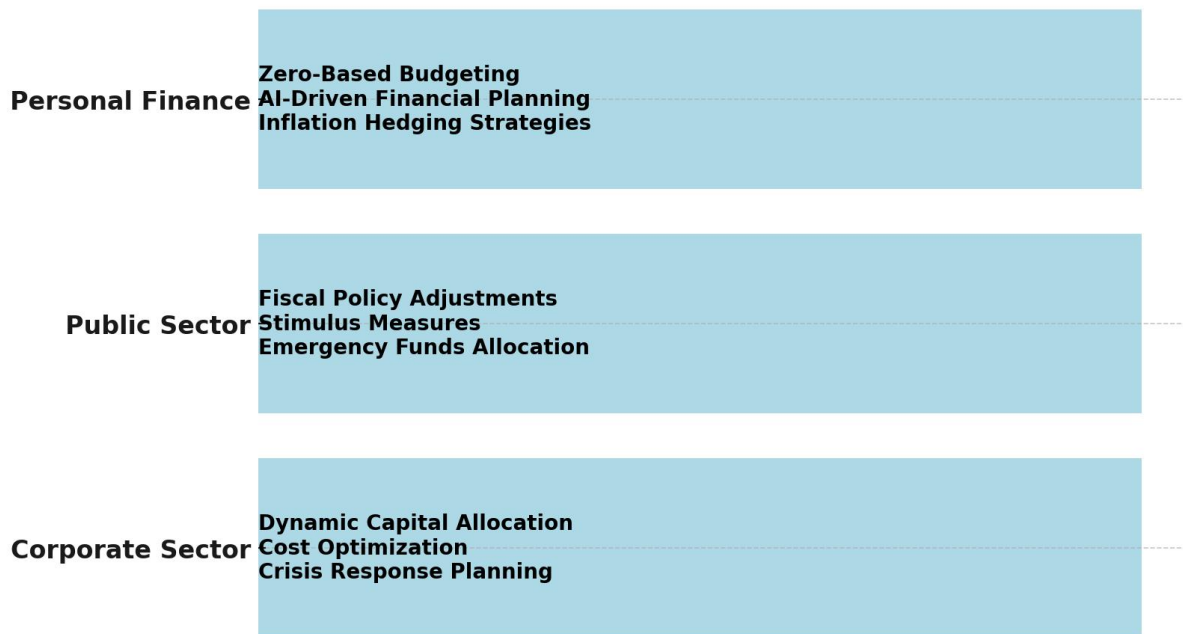 Personal Finance
Zero-Based Budgeting
AI-Driven Financial Planning
Inflation Hedging Strategies
Public Sector
Fiscal Policy Adjustments
Stimulus Measures
Emergency Funds Allocation
Corporate Sector
Dynamic Capital Allocation
Cost Optimization
Crisis Response Planning